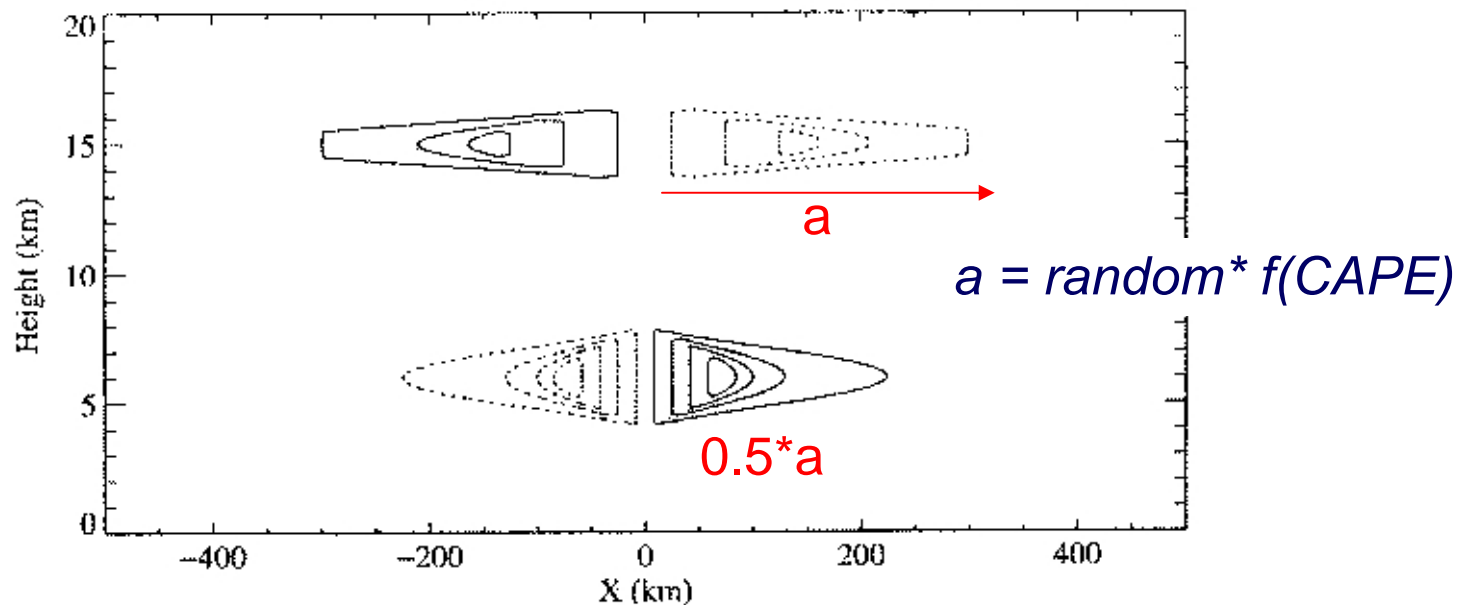 20
15
10
5
0
Height (km)
a
a = random* f(CAPE)
0.5*a
−400
−200
0
200
400
X (km)